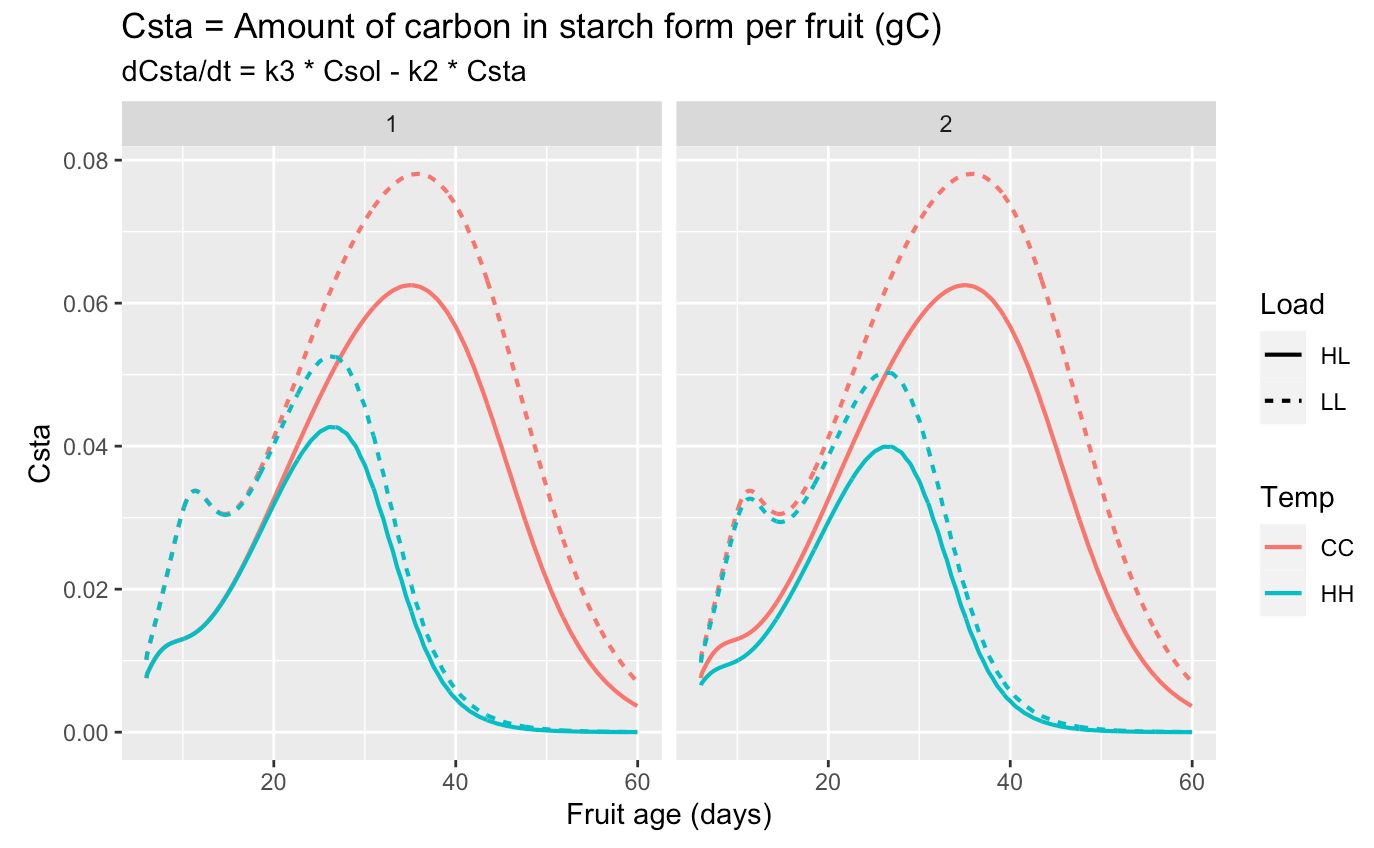 Csta = Amount of carbon in starch form per fruit (gC)
dCsta/dt = k3 * Csol - k2 * Csta
1
2
0.08
0.06
0.04
0.02
0.00
Csta
20
40
60
20
40
60
Fruit age (days)
Load
HL
LL
Temp
CC
HH